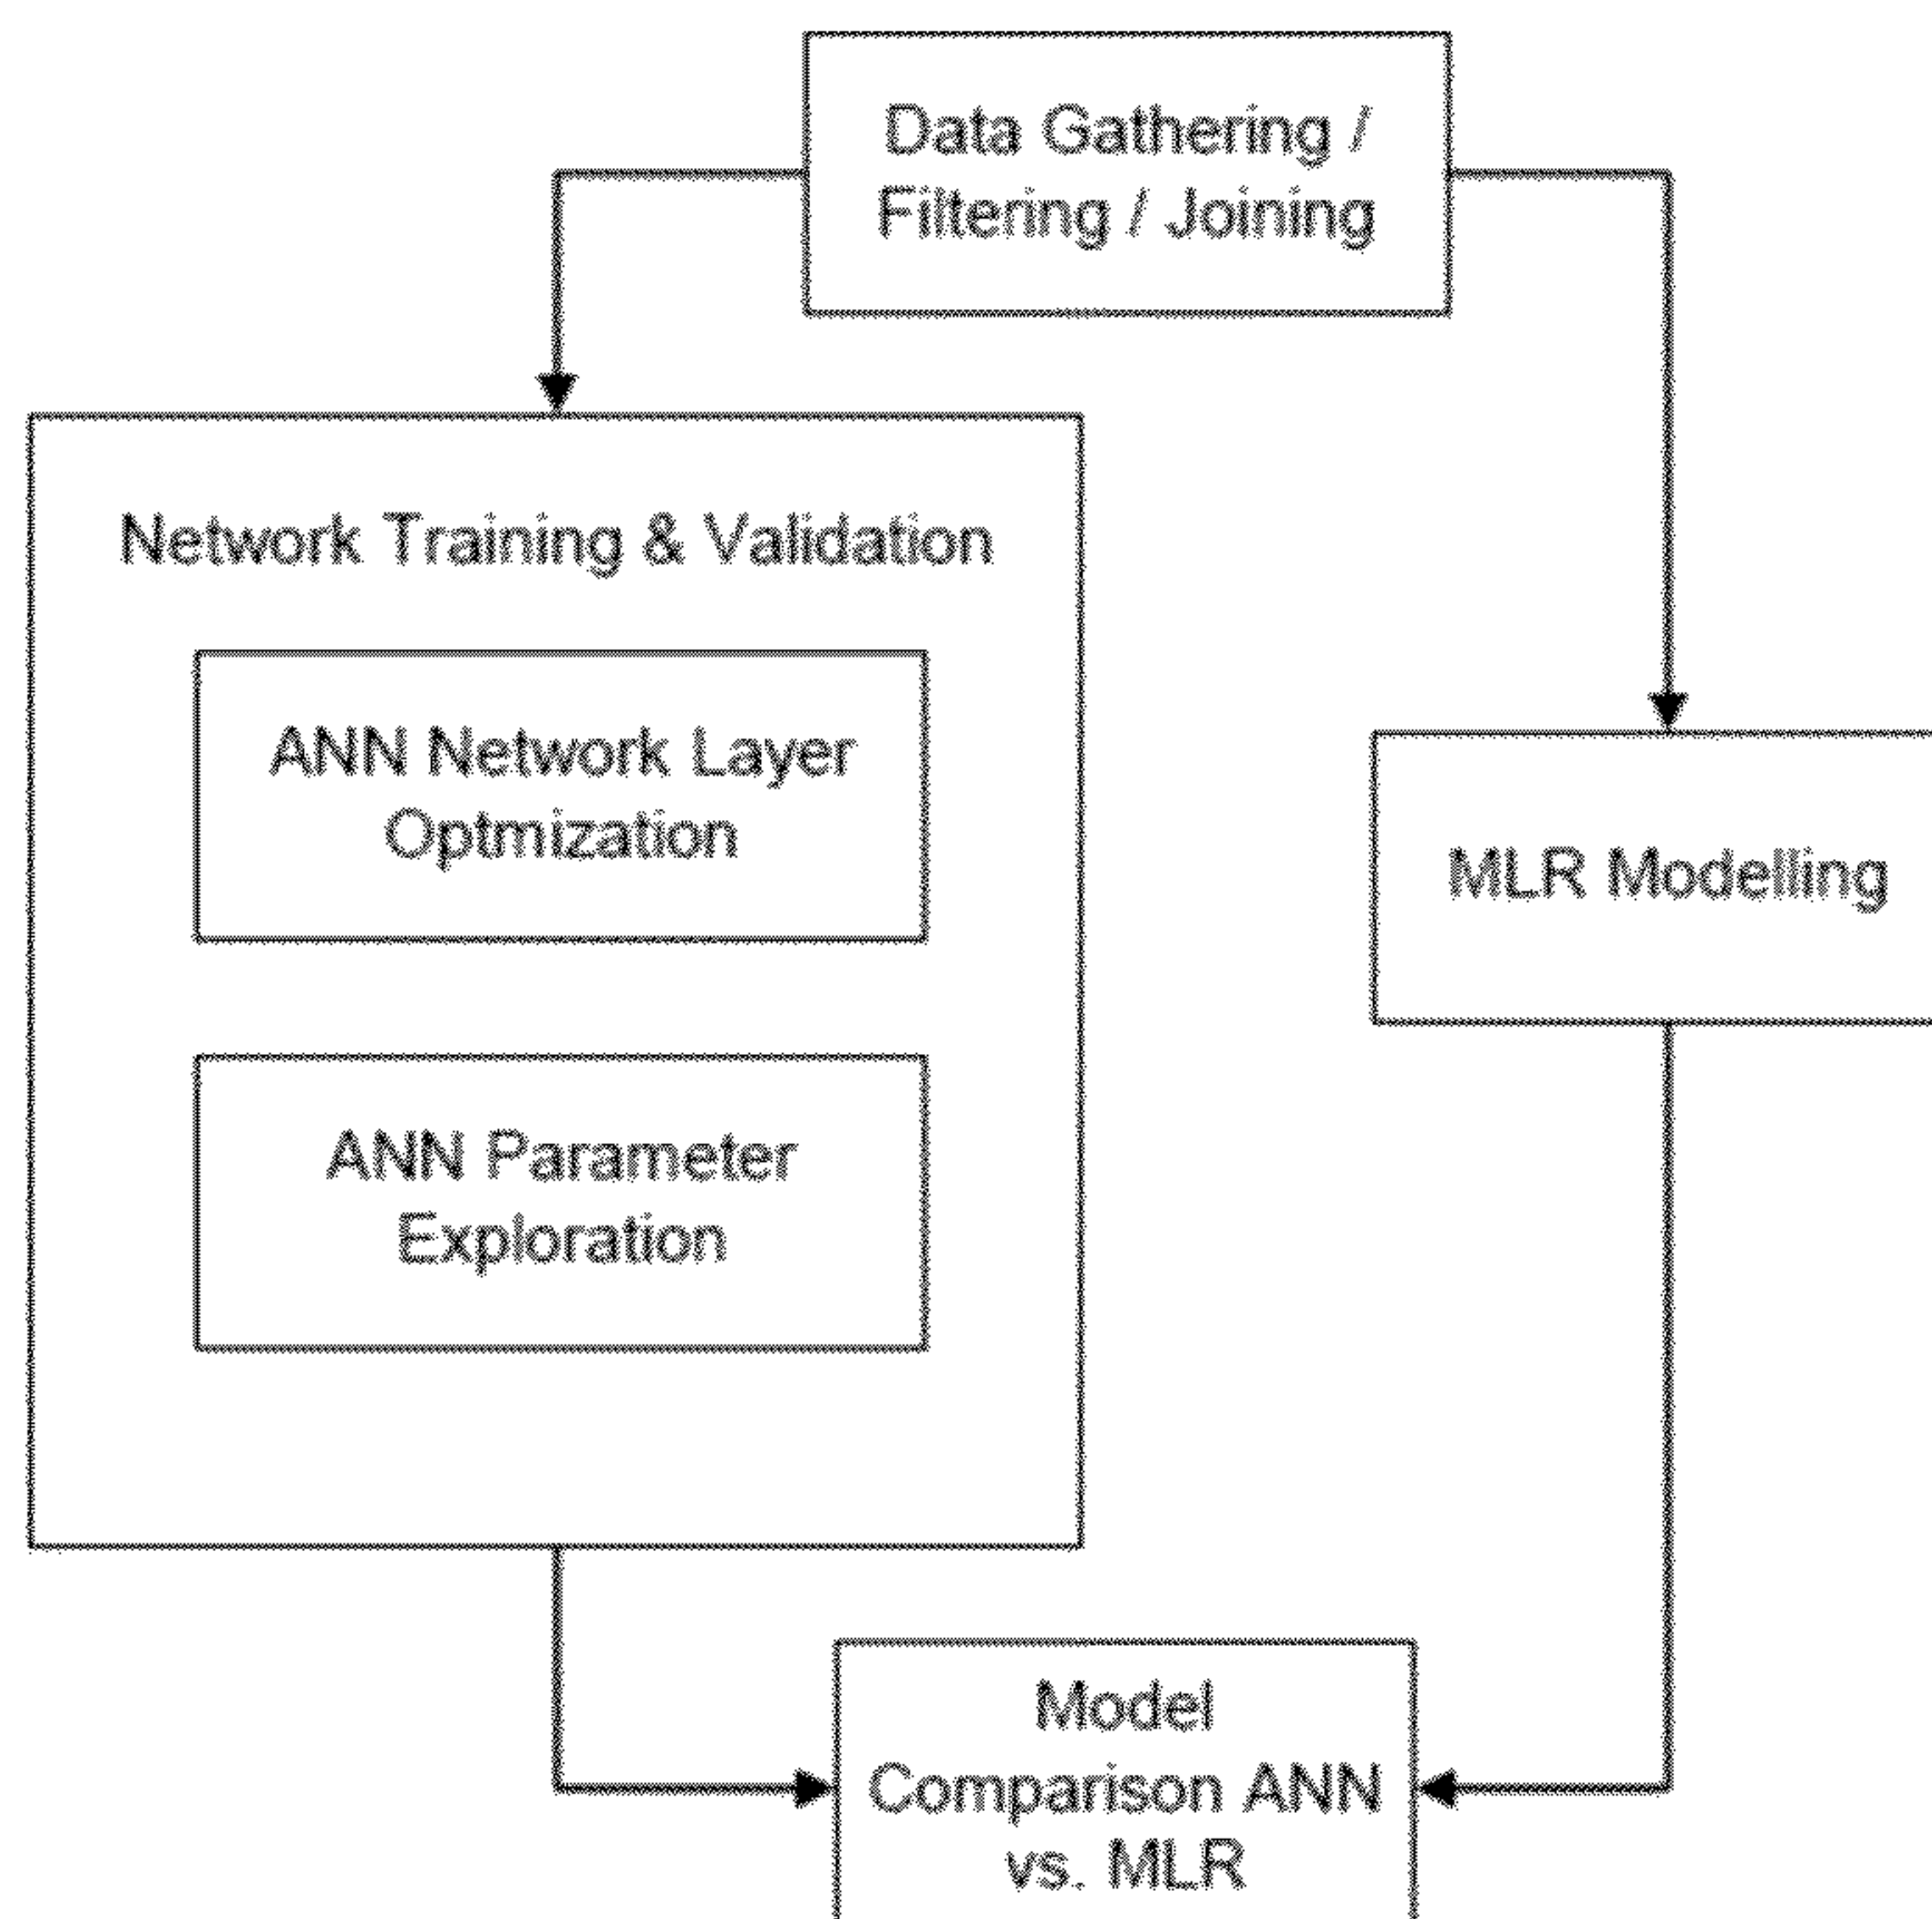 Data Gathering /
Filtering / Joining
Network Training & Validation
ANN Network Layer
Optmization
ANN Parameter
Exploration
MLR Modelling
Model
Comparison ANN
vs. MLR